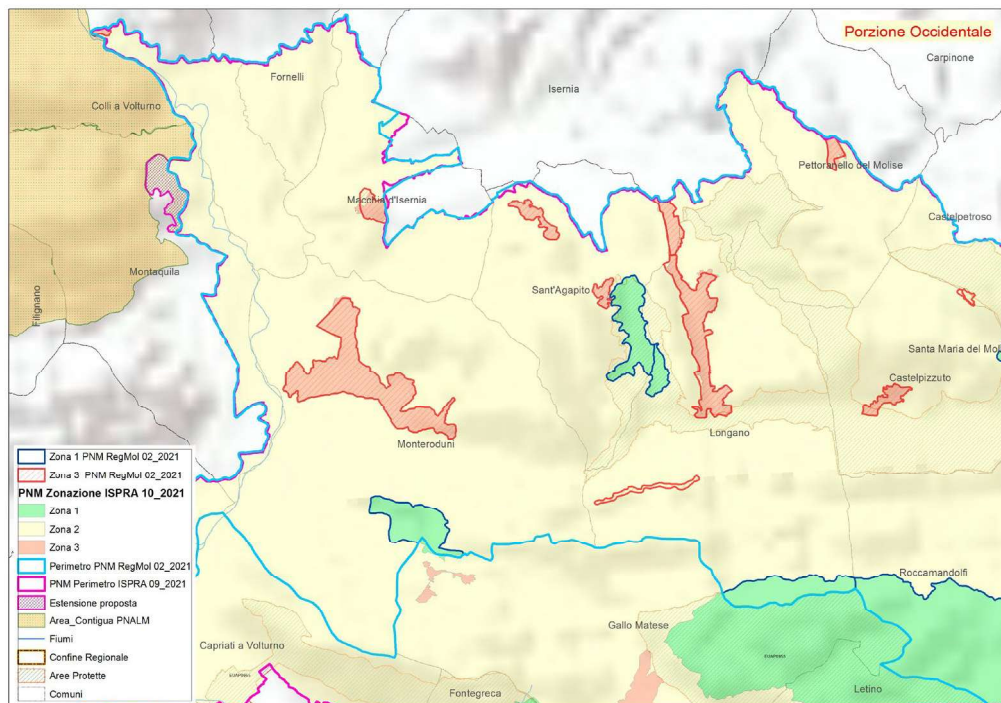 Porzione Occidentale
Carpinone
Fornelli
Isernia
Colli a Volturno
Pettoranello del Molise
Macchia d'Isernia
Castelpetroso
Montaquila
Sant'Agapito
Filignano
Santa Maria del Mol
Castelpizzuto
Monteroduni
Longano
Roccamandolfi
Gallo Matese
Capriati a Volturno
Fontegreca
Letino
Zona 1 PNM RegMol 02_2021
Zona 3 PNM RegMol 02_2021
PNM Zonazione ISPRA 10_2021
Zona 1
Zona 2
Zona 3
Perimetro PNM RegMol 02_2021
PNM Perimetro ISPRA 09_2021
Estensione proposta
Area_Contigua PNALM
Fiumi
Confine Regionale
Aree Protette
Comuni